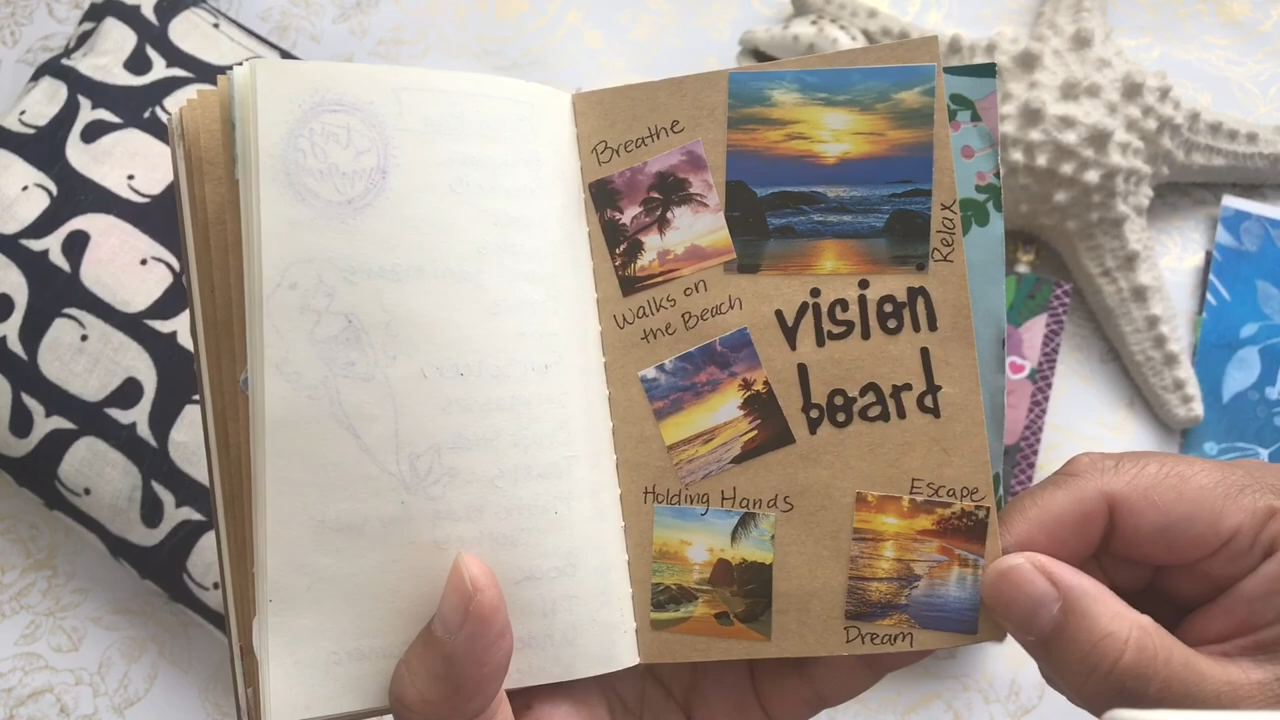 Breathe
Relax
Walks on
the Beach
vision
board
Holding Hands
Escape
Dream